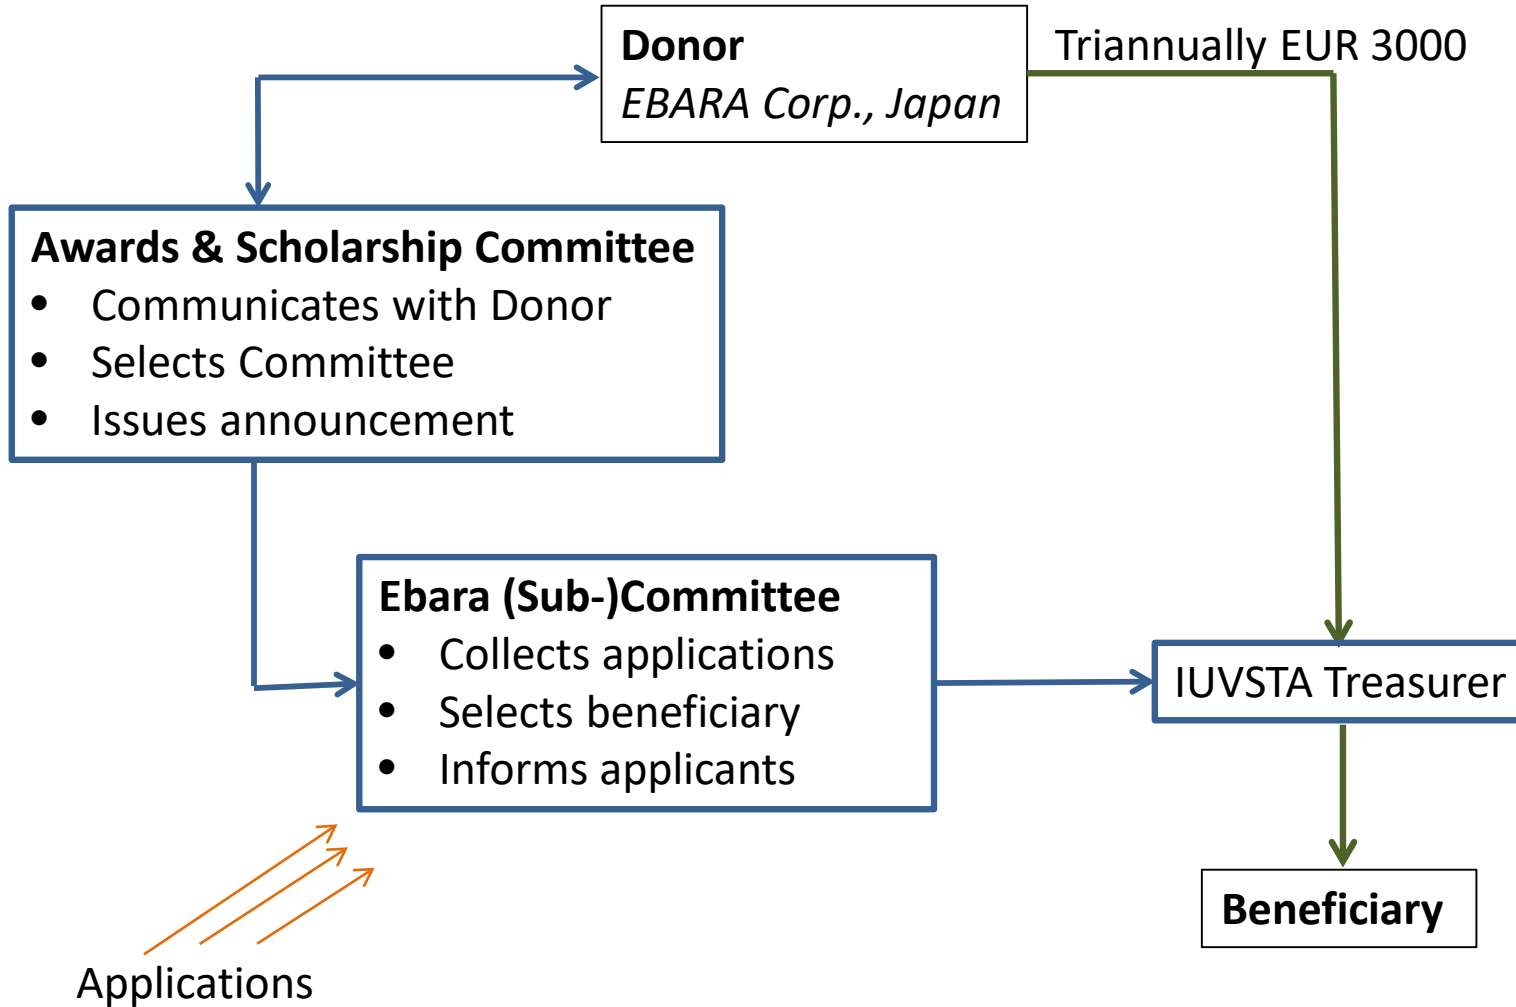 Donor
EBARA Corp., Japan
Triannually EUR 3000
Awards & Scholarship Committee
• Communicates with Donor
• Selects Committee
• Issues announcement
Ebara (Sub-)Committee
• Collects applications
• Selects beneficiary
• Informs applicants
IUVSTA Treasurer
Beneficiary
Applications